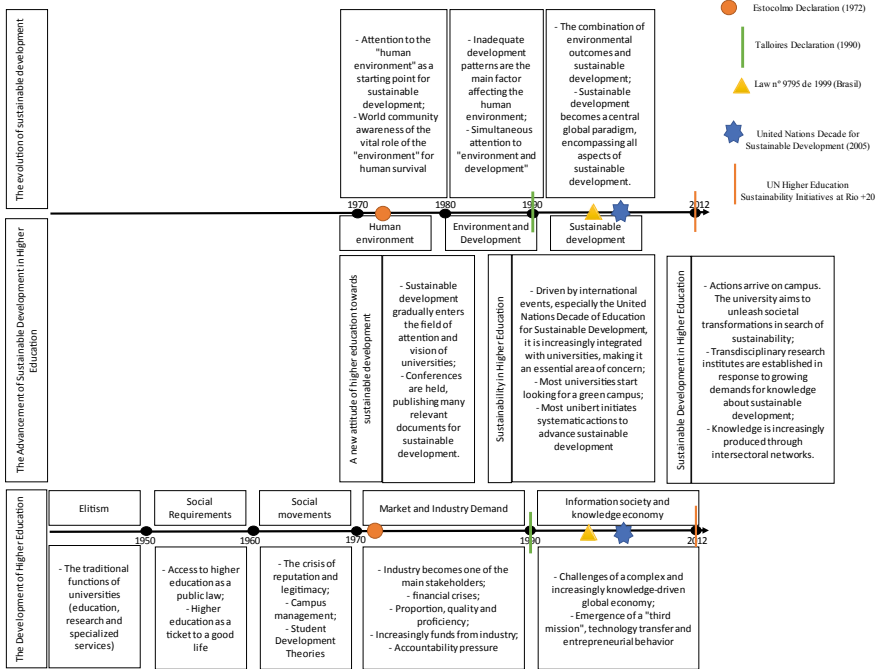 The evolution of sustainable development
- Attention to the
"human
environment" as a
starting point for
sustainable
development;
- World community
awareness of the
vital role of the
"environment" for
human survival
- Inadequate
development
patterns are the
main factor
affecting the
human
environment;
- Simultaneous
attention to
"environment and
development"
- The combination of
environmental
outcomes and
sustainable
development;
- Sustainable
development
becomes a central
global paradigm,
encompassing all
aspects of
sustainable
development.
Estocolmo Declaration (1972)
Talloires Declaration (1990)
Law nº 9795 de 1999 (Brasil)
United Nations Decade for
Sustainable Development (2005)
UN Higher Education
Sustainability Initiatives at Rio +20
1970
1980
1990
2012
Human
environment
Environment and
Development
Sustainable
development
The Advancement of Sustainable Development in Higher
Education
A new attitude of higher education towards
sustainable development
- Sustainable
development
gradually enters
the field of
attention and
vision of
universities;
- Conferences
are held,
publishing many
relevant
documents for
sustainable
development.
Sustainability in Higher Education
- Driven by international
events, especially the United
Nations Decade of Education
for Sustainable Development,
it is increasingly integrated
with universities, making it
an essential area of concern;
- Most universities start
looking for a green campus;
- Most unibert initiates
systematic actions to
advance sustainable
development
Sustainable Development in Higher Education
- Actions arrive on campus.
The university aims to
unleash societal
transformations in search of
sustainability;
- Transdisciplinary research
institutes are established in
response to growing
demands for knowledge
about sustainable
development;
- Knowledge is increasingly
produced through
intersectoral networks.
The Development of Higher Education
Elitism
Social
Requirements
Social
movements
Market and Industry Demand
Information society and
knowledge economy
1950
1960
1970
1990
2012
- The traditional
functions of
universities
(education,
research and
specialized
services)
- Access to higher
education as a
public law;
- Higher
education as a
ticket to a good
life
- The crisis of
reputation and
legitimacy;
- Campus
management;
- Student
Development
Theories
- Industry becomes one of the
main stakeholders;
- financial crises;
- Proportion, quality and
proficiency;
- Increasingly funds from industry;
- Accountability pressure
- Challenges of a complex and
increasingly knowledge-driven
global economy;
- Emergence of a "third
mission", technology transfer and
entrepreneurial behavior